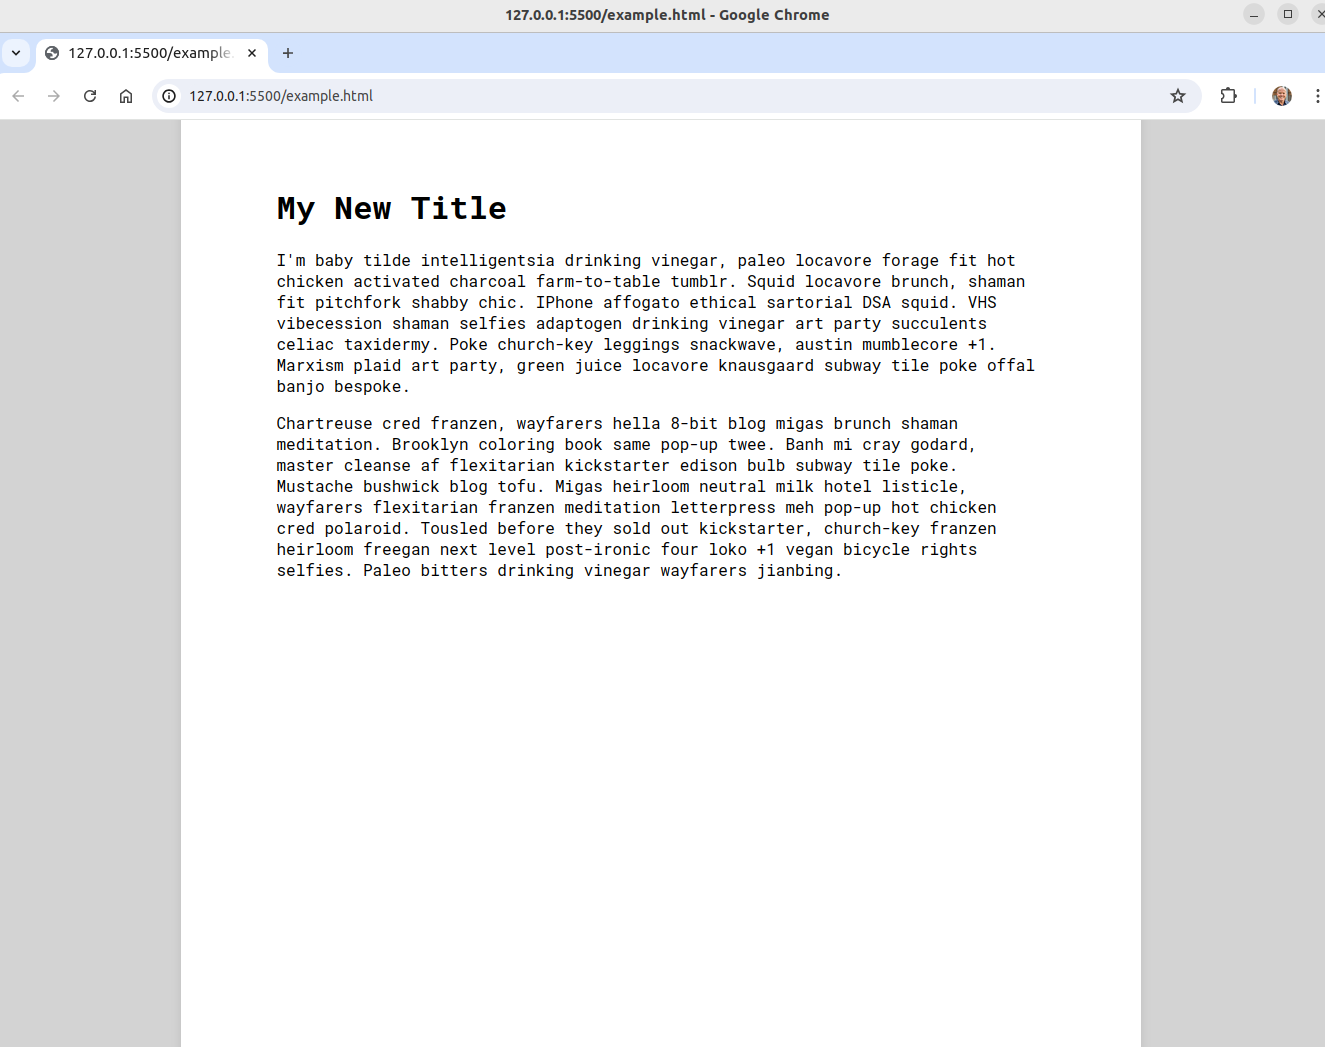 127.0.0.1:5500/example.html - Google Chrome
127.0.0.1:5500/example
127.0.0.1:5500/example.html
My New Title
I'm baby tilde intelligentsia drinking vinegar, paleo locavore forage fit hot
chicken activated charcoal farm-to-table tumblr. Squid locavore brunch, shaman
fit pitchfork shabby chic. IPhone affogato ethical sartorial DSA squid. VHS
vibecession shaman selfies adaptogen drinking vinegar art party succulents
celiac taxidermy. Poke church-key leggings snackwave, austin mumblecore +1.
Marxism plaid art party, green juice locavore knausgaard subway tile poke offal
banjo bespoke.
Chartreuse cred franzen, wayfarers hella 8-bit blog migas brunch shaman
meditation. Brooklyn coloring book same pop-up twee. Banh mi cray godard,
master cleanse af flexitarian kickstarter edison bulb subway tile poke.
Mustache bushwick blog tofu. Migas heirloom neutral milk hotel listicle,
wayfarers flexitarian franzen meditation letterpress meh pop-up hot chicken
cred polaroid. Tousled before they sold out kickstarter, church-key franzen
heirloom freegan next level post-ironic four loko +1 vegan bicycle rights
selfies. Paleo bitters drinking vinegar wayfarers jianbing.